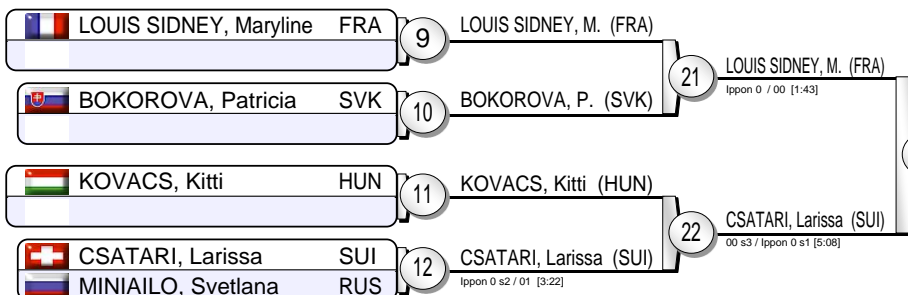 LOUIS SIDNEY, Maryline FRA
9
LOUIS SIDNEY, M. (FRA)
21
LOUIS SIDNEY, M. (FRA)
Ippon 0 / 00 [1:43]
BOKOROVA, Patricia SVK
10
BOKOROVA, P. (SVK)
KOVACS, Kitti HUN
11
KOVACS, Kitti (HUN)
22
CSATARI, Larissa (SUI)
00 s3 / Ippon 0 s1 [5:08]
CSATARI, Larissa SUI
12
CSATARI, Larissa (SUI)
Ippon 0 s2 / 01 [3:22]
MINIAILO, Svetlana RUS